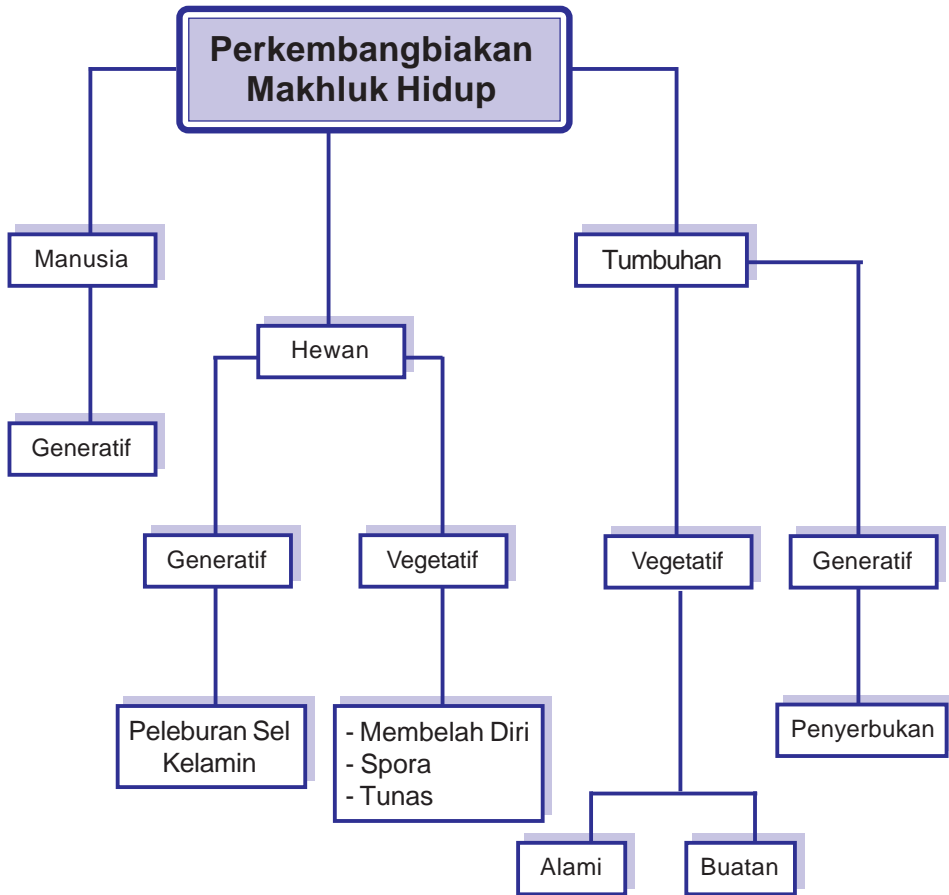 Perkembangbiakan
Makhluk Hidup
Manusia
Tumbuhan
Hewan
Generatif
Generatif
Vegetatif
Vegetatif
Generatif
Peleburan Sel
Kelamin
- Membelah Diri
- Spora
- Tunas
Penyerbukan
Alami
Buatan